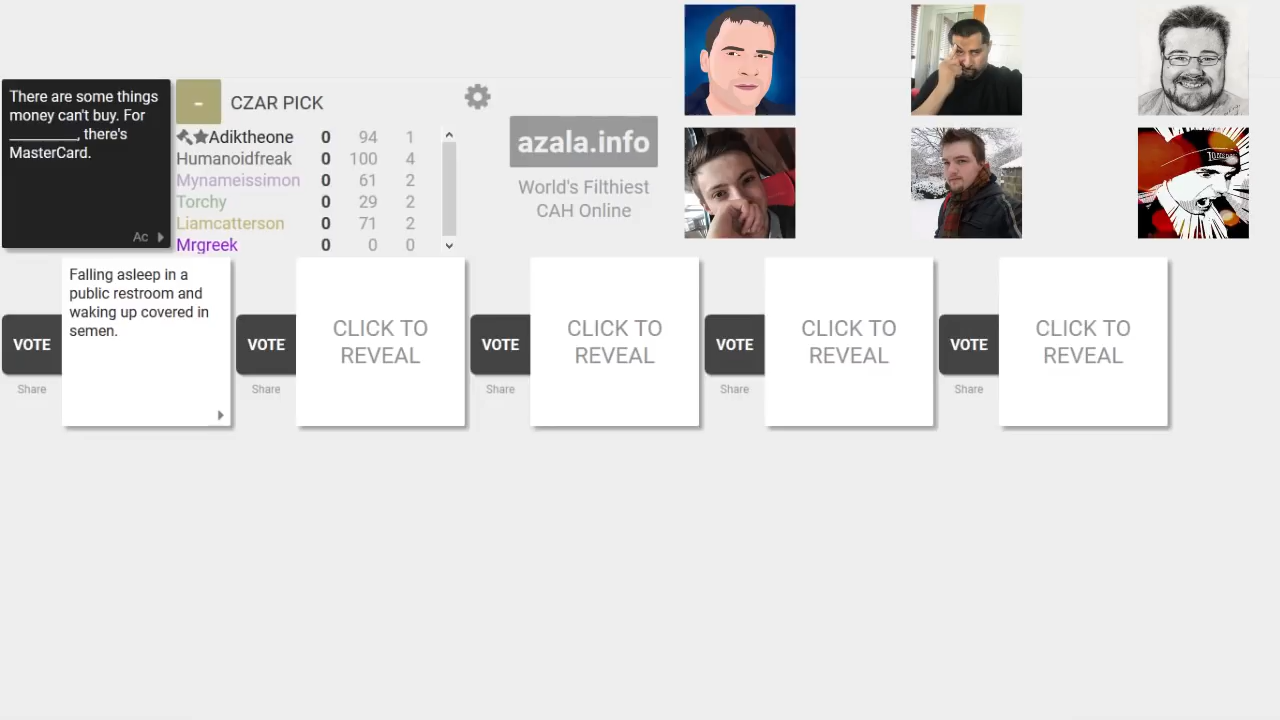 There are some things
money can't buy. For
_________, there's
MasterCard.
Ac
-
CZAR PICK
Adiktheone 0 94 1
Humanoidfreak 0 100 4
Mynameissimon 0 61 2
Torchy 0 29 2
Liamcatterson 0 71 2
Mrgreek 0 0 0
azala.info
World's Filthiest
CAH Online
VOTE
Share
Falling asleep in a
public restroom and
waking up covered in
semen.
VOTE
Share
CLICK TO
REVEAL
VOTE
Share
CLICK TO
REVEAL
VOTE
Share
CLICK TO
REVEAL
VOTE
Share
CLICK TO
REVEAL